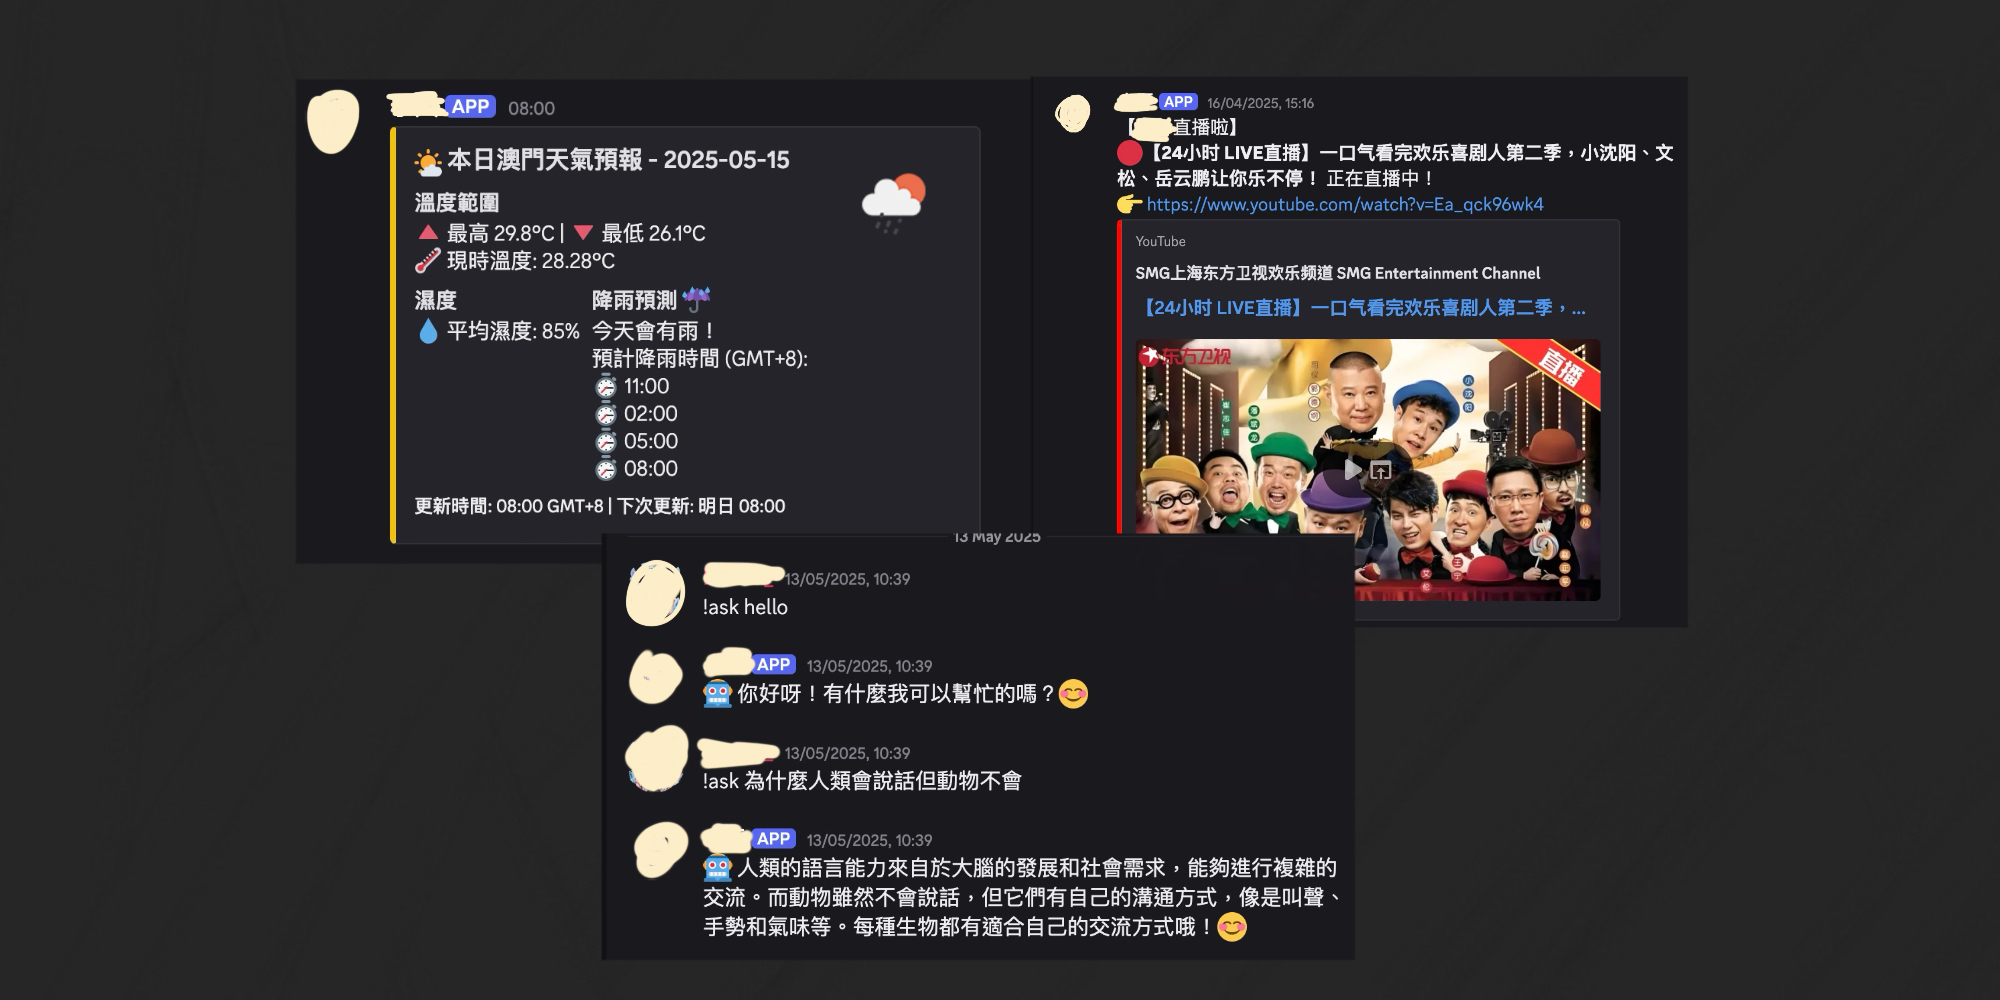 APP 08:00
本日澳門天氣預報 - 2025-05-15
溫度範圍
最高 29.8°C | 最低 26.1°C
現時溫度: 28.28°C
濕度
平均濕度: 85%
降雨預測
今天會有雨！
預計降雨時間 (GMT+8):
11:00
02:00
05:00
08:00
更新時間: 08:00 GMT+8 | 下次更新: 明日 08:00
APP 16/04/2025, 15:16
【直播啦】
【24小时 LIVE直播】一口气看完欢乐喜剧人第二季，小沈阳、文
松、岳云鹏让你乐不停！ 正在直播中！
https://www.youtube.com/watch?v=Ea_qck96wk4
YouTube
SMG上海东方卫视欢乐频道 SMG Entertainment Channel
【24小时 LIVE直播】一口气看完欢乐喜剧人第二季，...
东方卫视
直播
小沈阳
潘斌龙
13 May 2025
13/05/2025, 10:39
!ask hello
APP 13/05/2025, 10:39
你好呀！有什麼我可以幫忙的嗎？
13/05/2025, 10:39
!ask 為什麼人類會說話但動物不會
APP 13/05/2025, 10:39
人類的語言能力來自於大腦的發展和社會需求，能夠進行複雜的
交流。而動物雖然不會說話，但它們有自己的溝通方式，像是叫聲、
手勢和氣味等。每種生物都有適合自己的交流方式哦！